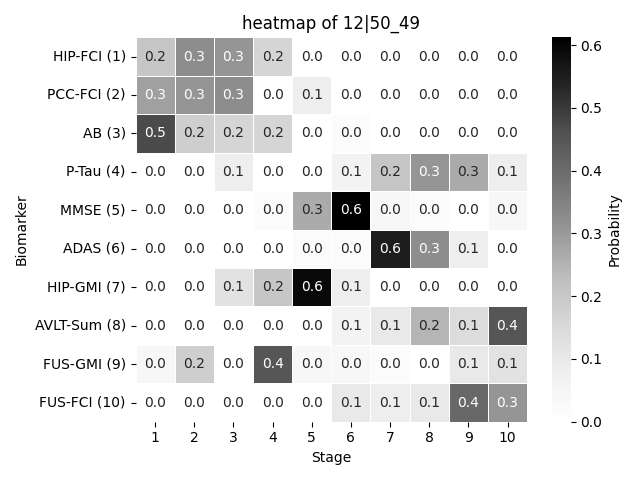 heatmap of 12|50_49
HIP-FCI (1) 0.2 0.3 0.3 0.2 0.0 0.0 0.0 0.0 0.0 0.0
PCC-FCI (2) 0.3 0.3 0.3 0.0 0.1 0.0 0.0 0.0 0.0 0.0
AB (3) 0.5 0.2 0.2 0.2 0.0 0.0 0.0 0.0 0.0 0.0
P-Tau (4) 0.0 0.0 0.1 0.0 0.0 0.1 0.2 0.3 0.3 0.1
MMSE (5) 0.0 0.0 0.0 0.0 0.3 0.6 0.0 0.0 0.0 0.0
ADAS (6) 0.0 0.0 0.0 0.0 0.0 0.0 0.6 0.3 0.1 0.0
HIP-GMI (7) 0.0 0.0 0.1 0.2 0.6 0.1 0.0 0.0 0.0 0.0
AVLT-Sum (8) 0.0 0.0 0.0 0.0 0.0 0.1 0.1 0.2 0.1 0.4
FUS-GMI (9) 0.0 0.2 0.0 0.4 0.0 0.0 0.0 0.0 0.1 0.1
FUS-FCI (10) 0.0 0.0 0.0 0.0 0.0 0.1 0.1 0.1 0.4 0.3
1 2 3 4 5 6 7 8 9 10
Stage
Biomarker
0.6
0.5
0.4
0.3
0.2
0.1
0.0
Probability